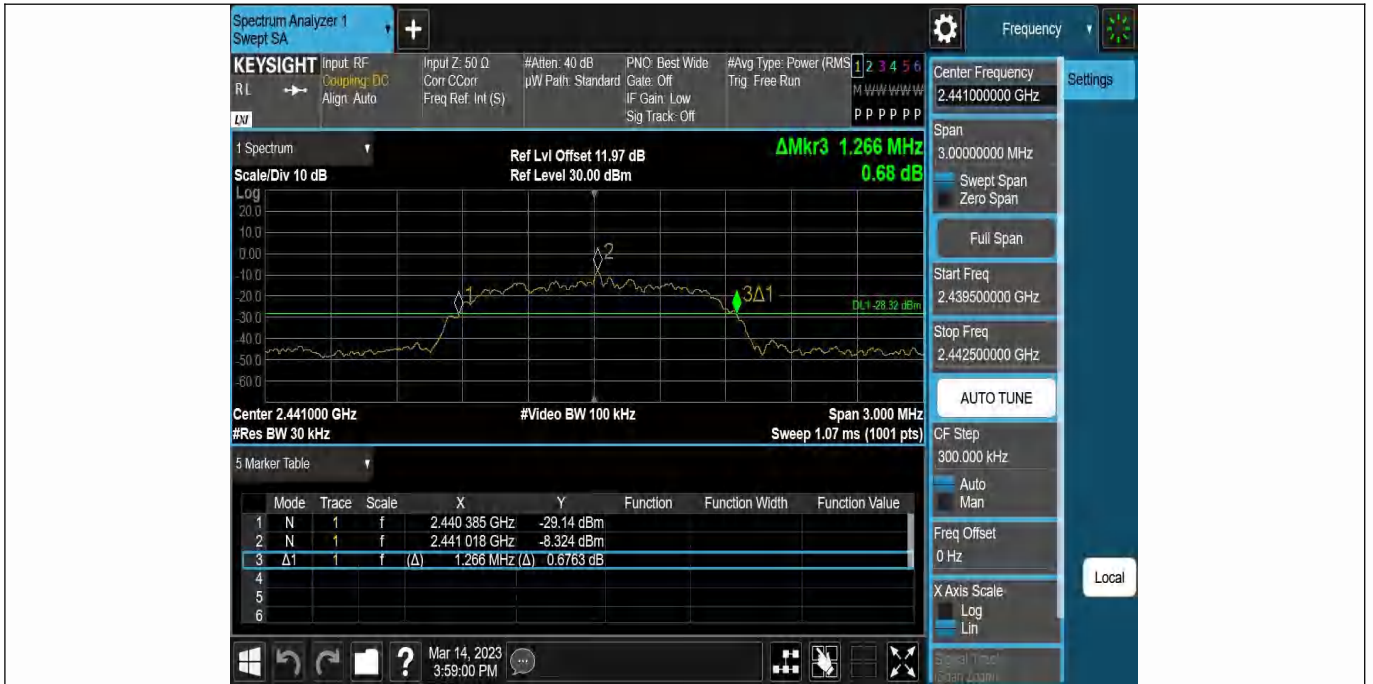 Spectrum Analyzer 1
Swept SA
+
Frequency
KEYSIGHT
RL
LXI
Input: RF
Coupling: DC
Align: Auto
Input Z: 50 Ω
Corr CCorr
Freq Ref: Int (S)
#Atten: 40 dB
µW Path: Standard
PNO: Best Wide
Gate: Off
IF Gain: Low
Sig Track: Off
#Avg Type: Power (RMS
Trig: Free Run
1 2 3 4 5 6
M W W W W W
P P P P P P
Center Frequency
2.441000000 GHz
Settings
1 Spectrum
Scale/Div 10 dB
Ref Lvl Offset 11.97 dB
Ref Level 30.00 dBm
ΔMkr3 1.266 MHz
0.68 dB
Span
3.00000000 MHz
Swept Span
Zero Span
Full Span
Start Freq
2.439500000 GHz
Stop Freq
2.442500000 GHz
AUTO TUNE
CF Step
300.000 kHz
Auto
Man
Freq Offset
0 Hz
X Axis Scale
Log
Lin
Signal Track
(Span Zoom)
Local
Log
20.0
10.0
0.00
-10.0
-20.0
-30.0
-40.0
-50.0
-60.0
1
2
3Δ1
DL1 -28.32 dBm
Center 2.441000 GHz
#Video BW 100 kHz
Span 3.000 MHz
#Res BW 30 kHz
Sweep 1.07 ms (1001 pts)
5 Marker Table
Mode Trace Scale X Y Function Function Width Function Value
1 N 1 f 2.440 385 GHz -29.14 dBm
2 N 1 f 2.441 018 GHz -8.324 dBm
3 Δ1 1 f (Δ) 1.266 MHz (Δ) 0.6763 dB
4
5
6
?
Mar 14, 2023
3:59:00 PM